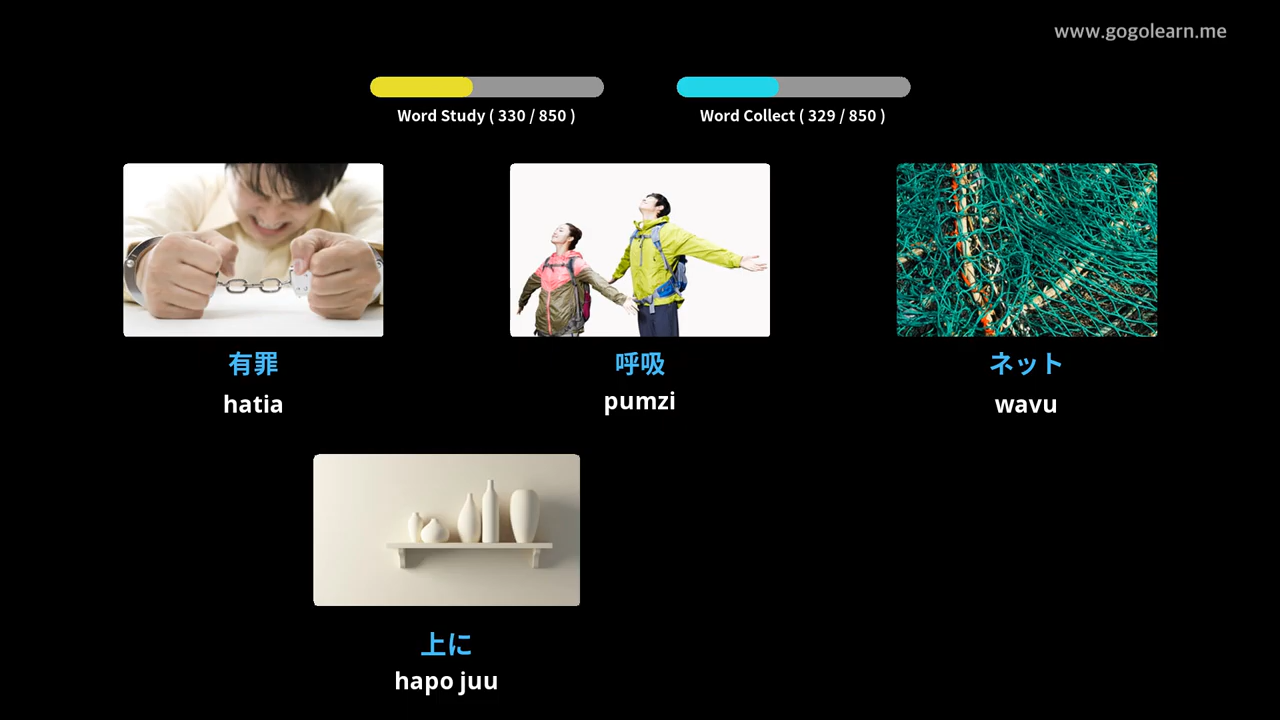 www.gogolearn.me
Word Study ( 330 / 850 )
Word Collect ( 329 / 850 )
有罪
hatia
呼吸
pumzi
ネット
wavu
上に
hapo juu